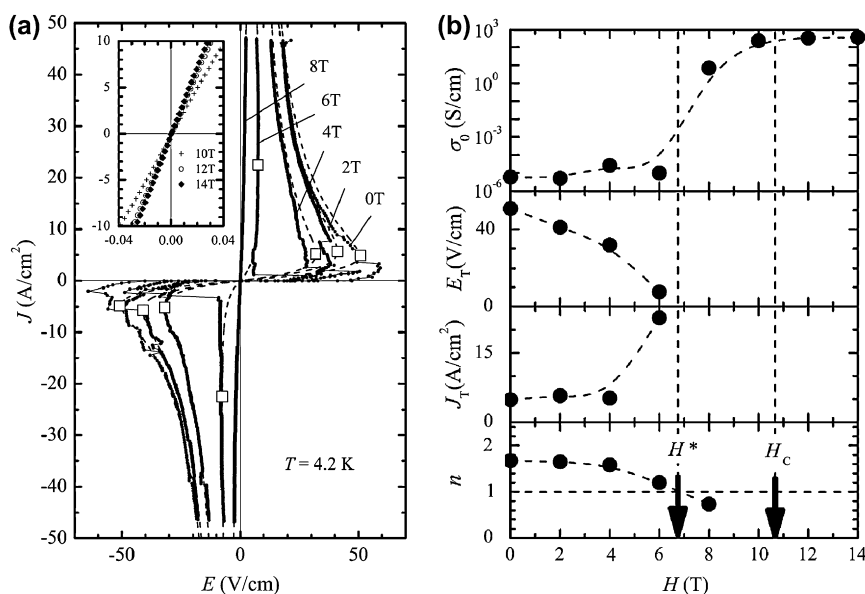 (a)
50
40
30
20
10
0
-10
-20
-30
-40
-50
J (A/cm²)
10
5
0
-5
-10
-0.04
0.00
0.04
+ 10T
12T
14T
8T
6T
4T
2T
0T
T = 4.2 K
-50
0
50
E (V/cm)
(b)
10³
10⁰
10⁻³
10⁻⁶
σ₀ (S/cm)
40
0
E_T (V/cm)
15
0
J_T (A/cm²)
2
1
0
n
H*
H_C
0
2
4
6
8
10
12
14
H (T)